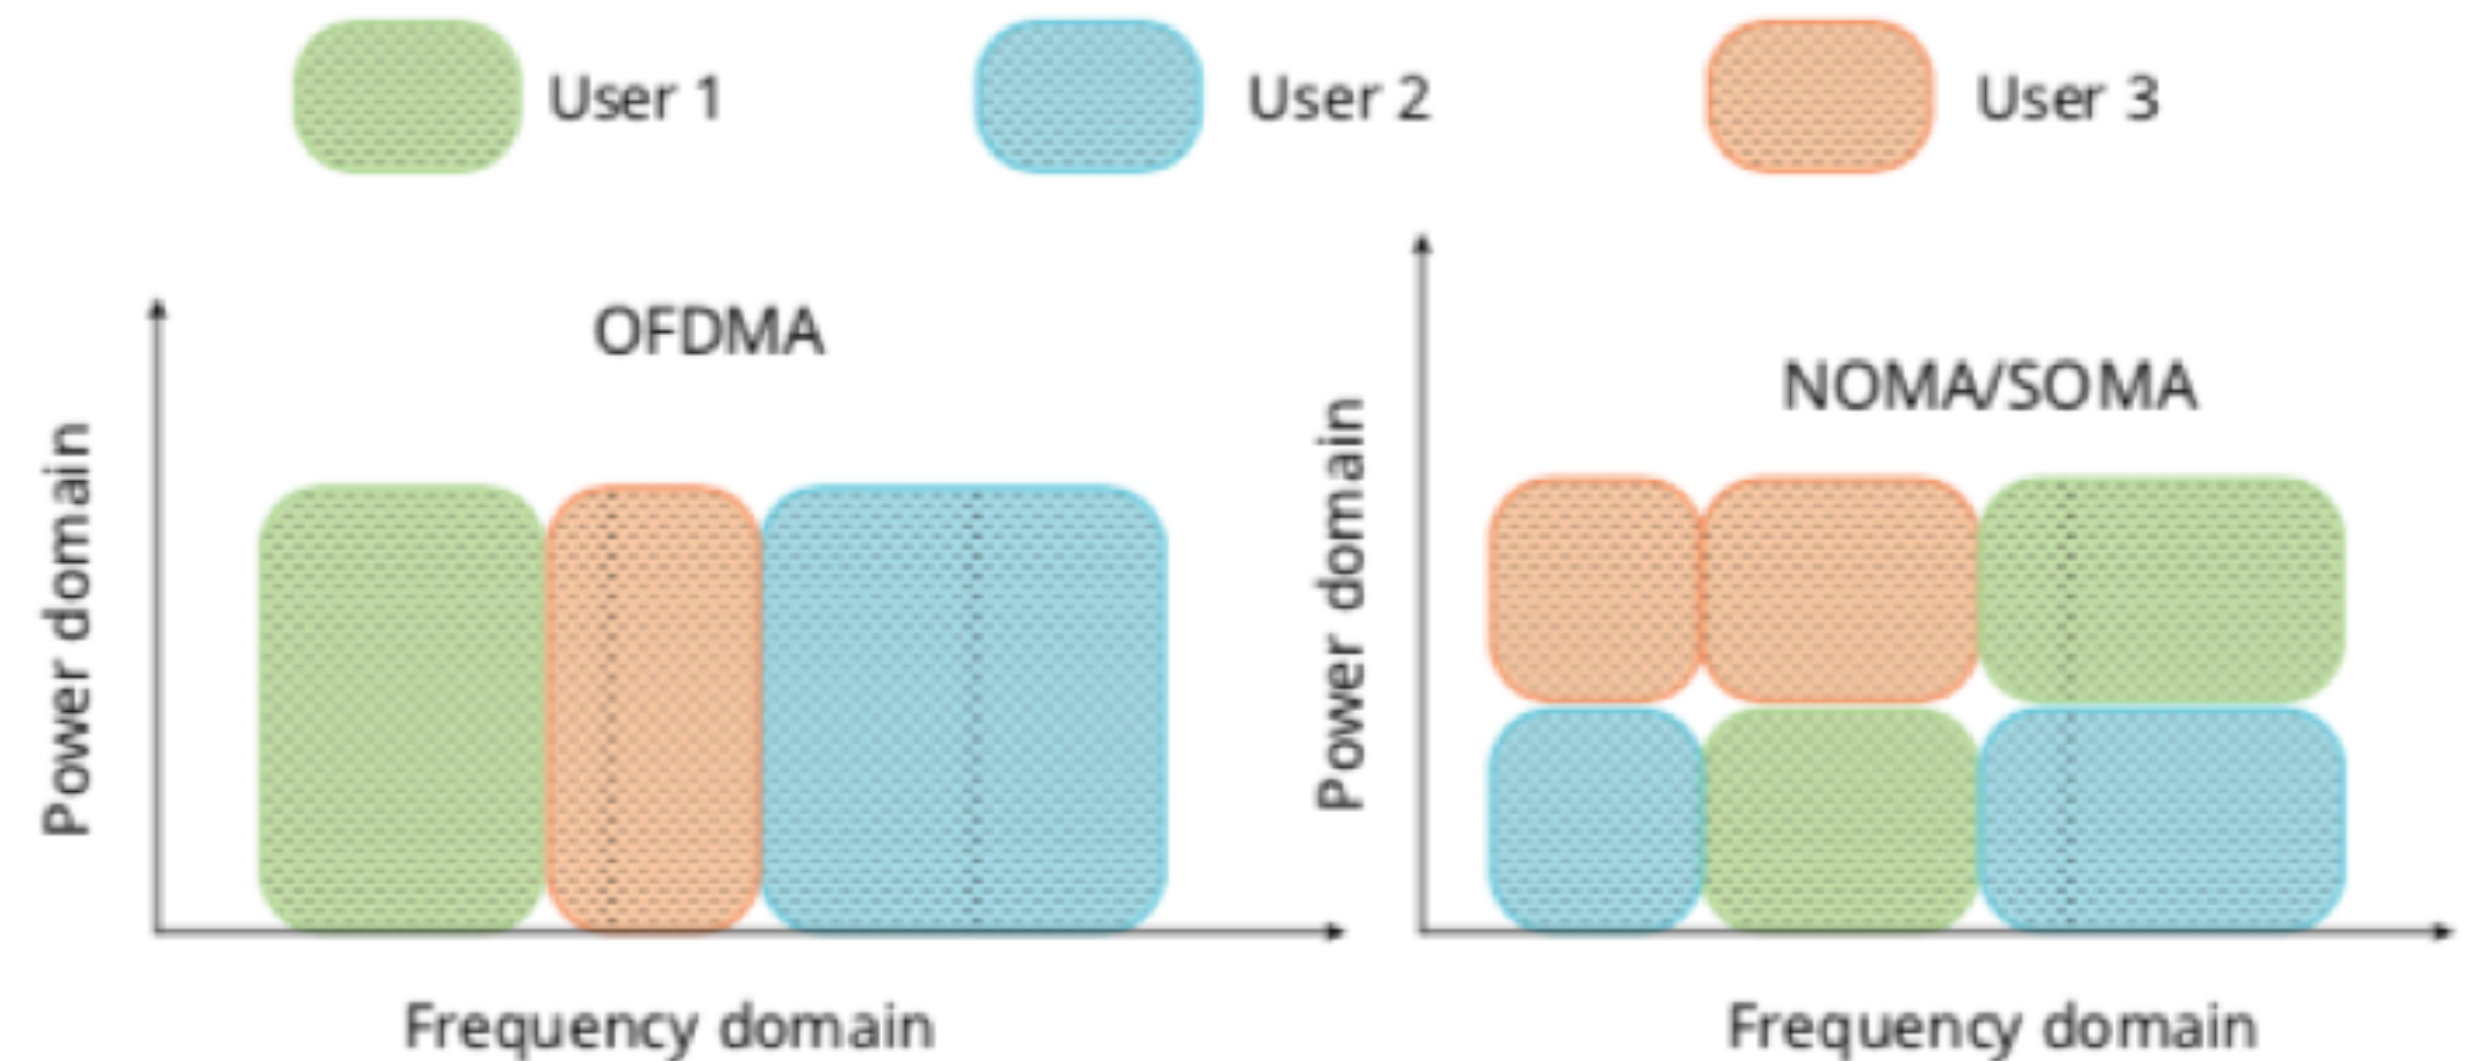 User 1
User 2
User 3
OFDMA
Power domain
Frequency domain
NOMA/SOMA
Power domain
Frequency domain